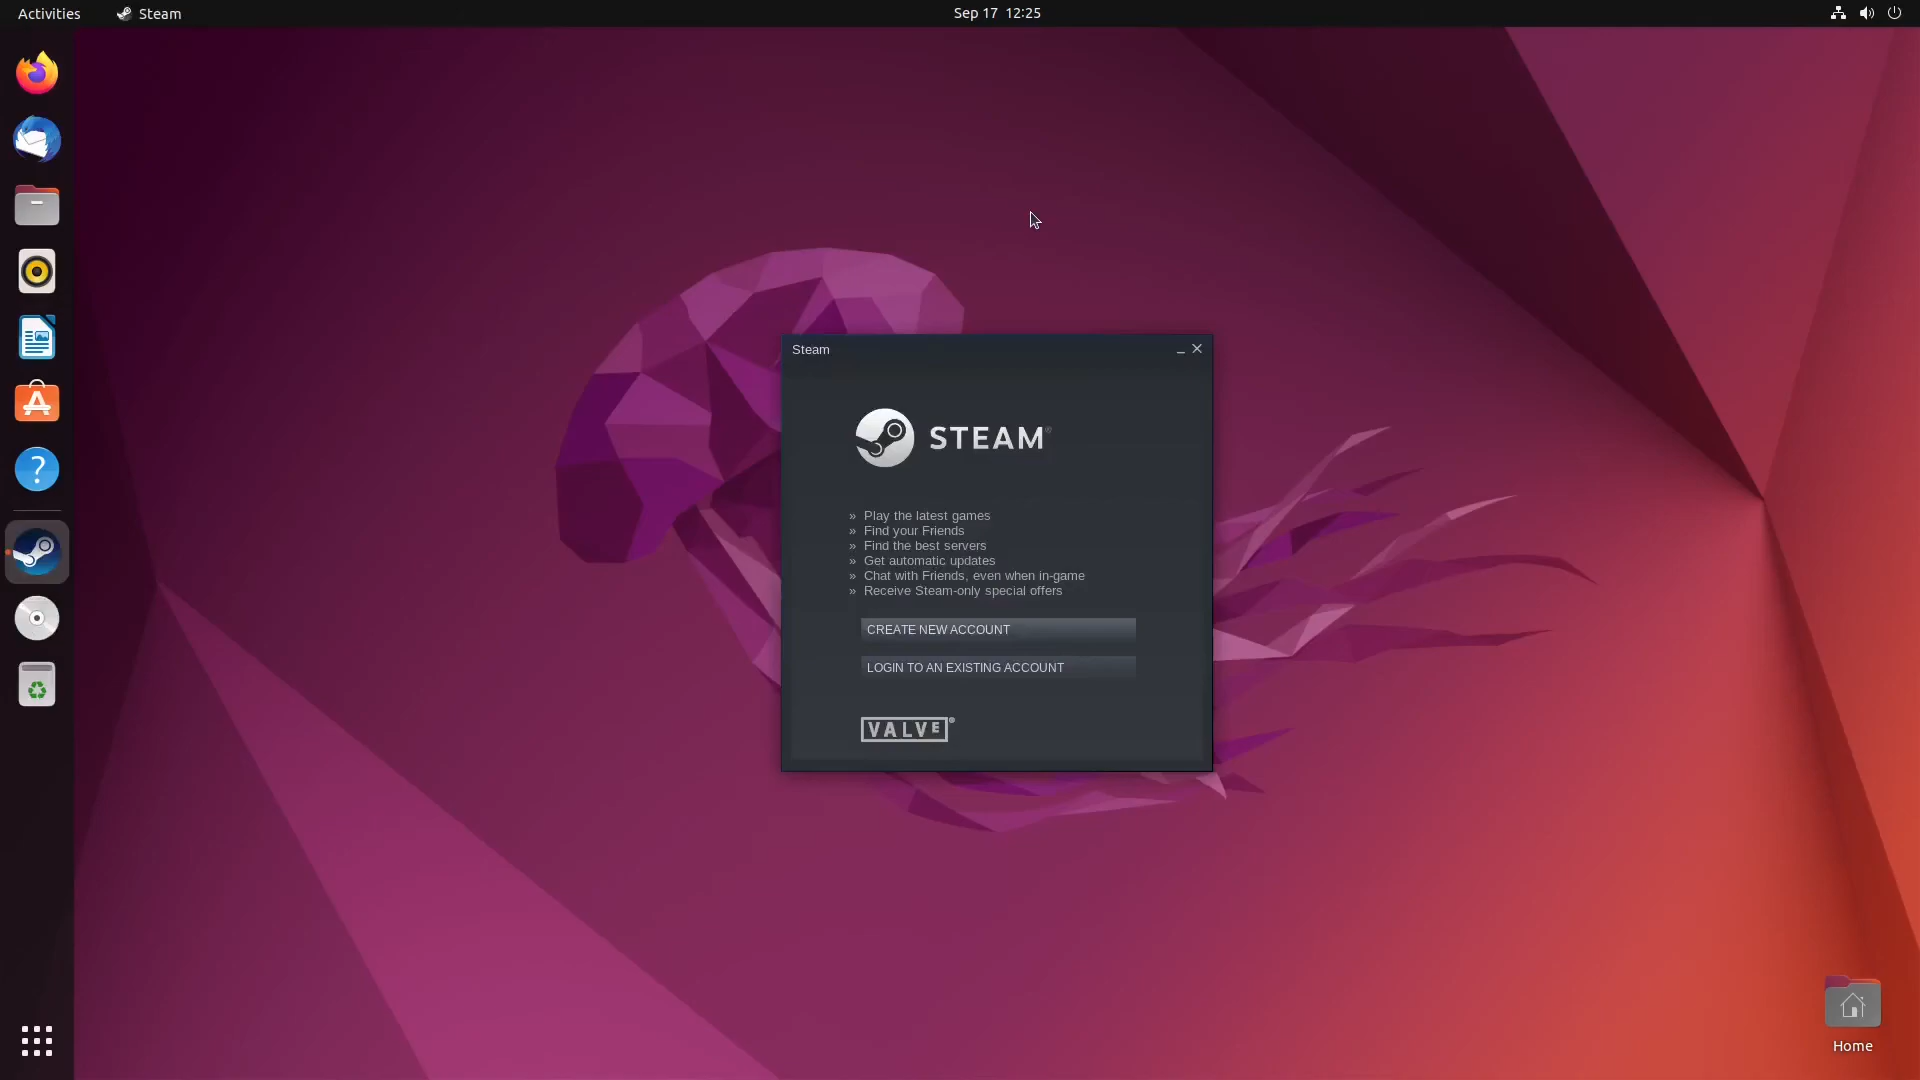 Activities
Steam
Sep 17 12:25
Steam
STEAM®
» Play the latest games
» Find your Friends
» Find the best servers
» Get automatic updates
» Chat with Friends, even when in-game
» Receive Steam-only special offers
CREATE NEW ACCOUNT
LOGIN TO AN EXISTING ACCOUNT
VALVE®
Home